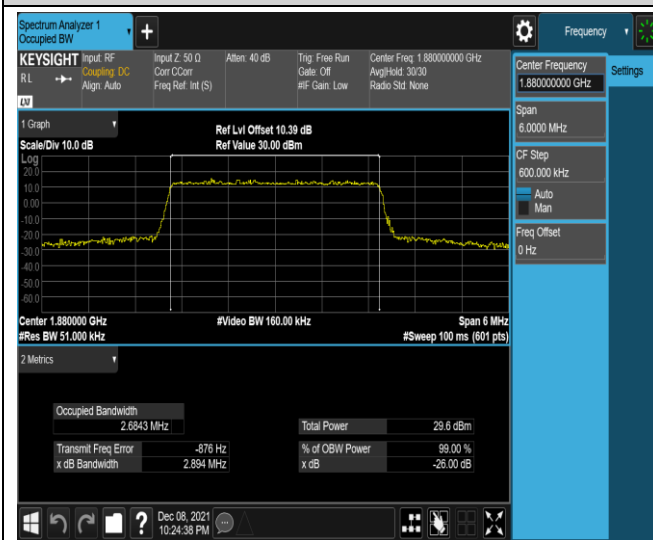 Spectrum Analyzer 1
Occupied BW
+
Frequency
KEYSIGHT
RL
LXI
Input: RF
Coupling: DC
Align: Auto
Input Z: 50 Ω
Corr CCorr
Freq Ref: Int (S)
Atten: 40 dB
Trig: Free Run
Gate: Off
#IF Gain: Low
Center Freq: 1.880000000 GHz
Avg|Hold: 30/30
Radio Std: None
Center Frequency
1.880000000 GHz
Settings
Span
6.0000 MHz
CF Step
600.000 kHz
Auto
Man
Freq Offset
0 Hz
1 Graph
Scale/Div 10.0 dB
Ref Lvl Offset 10.39 dB
Ref Value 30.00 dBm
Log
20.0
10.0
0.00
-10.0
-20.0
-30.0
-40.0
-50.0
-60.0
Center 1.880000 GHz
#Video BW 160.00 kHz
Span 6 MHz
#Res BW 51.000 kHz
#Sweep 100 ms (601 pts)
2 Metrics
Occupied Bandwidth
2.6843 MHz
Total Power 29.6 dBm
Transmit Freq Error -876 Hz
% of OBW Power 99.00 %
x dB Bandwidth 2.894 MHz
x dB -26.00 dB
?
Dec 08, 2021
10:24:38 PM